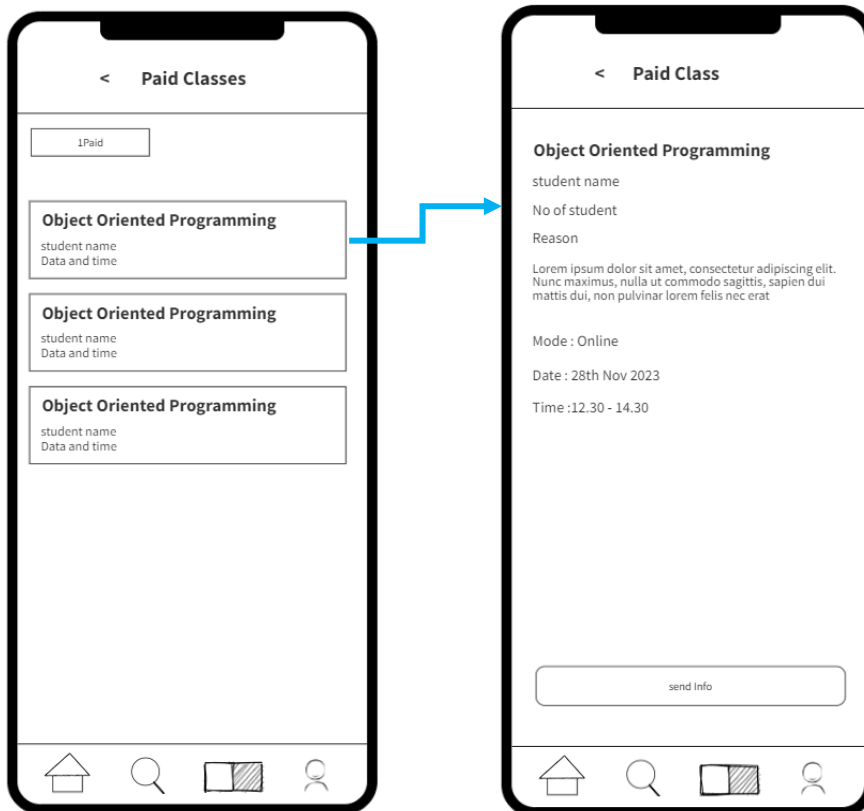 < Paid Classes
1Paid
Object Oriented Programming
student name
Data and time
Object Oriented Programming
student name
Data and time
Object Oriented Programming
student name
Data and time
< Paid Class
Object Oriented Programming
student name
No of student
Reason
Lorem ipsum dolor sit amet, consectetur adipiscing elit.
Nunc maximus, nulla ut commodo sagittis, sapien dui
mattis dui, non pulvinar lorem felis nec erat
Mode : Online
Date : 28th Nov 2023
Time :12.30 - 14.30
send Info